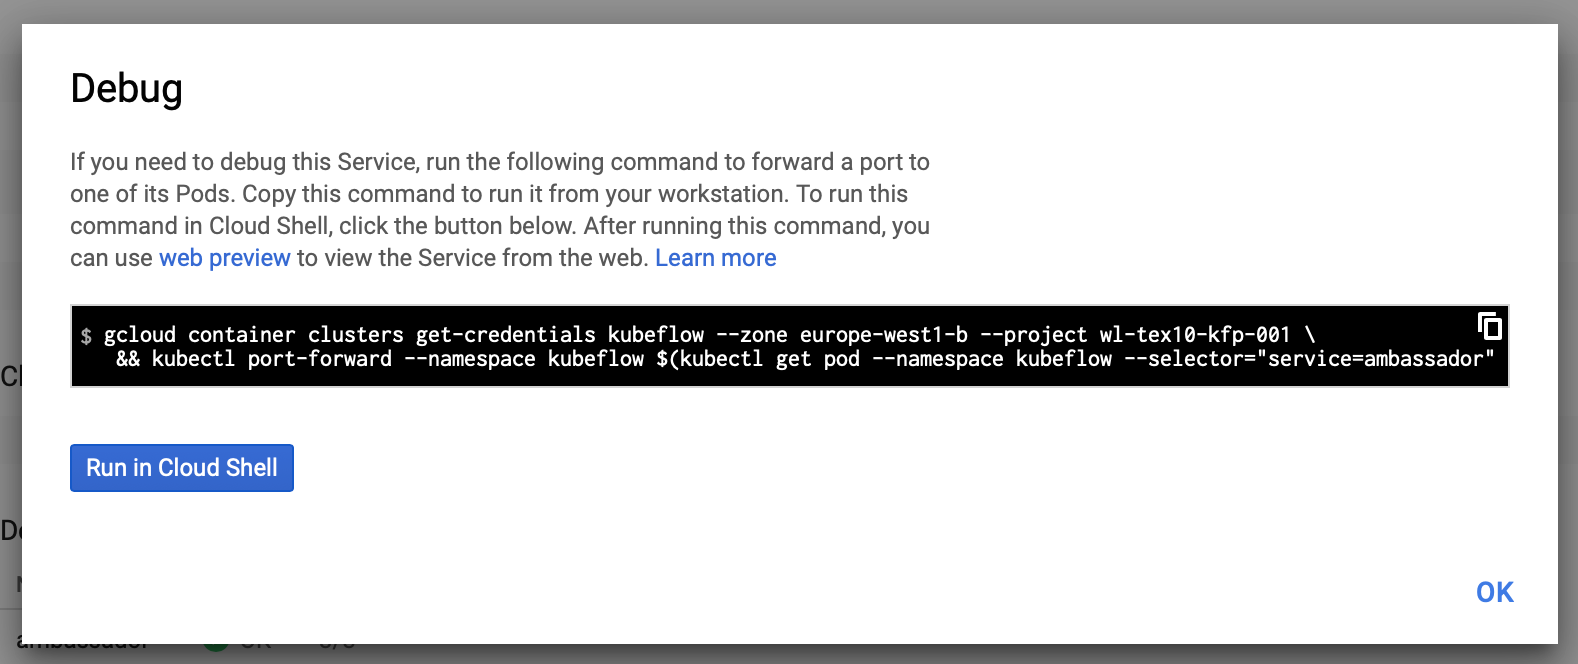 Debug
If you need to debug this Service, run the following command to forward a port to
one of its Pods. Copy this command to run it from your workstation. To run this
command in Cloud Shell, click the button below. After running this command, you
can use web preview to view the Service from the web. Learn more
$ gcloud container clusters get-credentials kubeflow --zone europe-west1-b --project wl-tex10-kfp-001 \
&& kubectl port-forward --namespace kubeflow $(kubectl get pod --namespace kubeflow --selector="service=ambassador"
Run in Cloud Shell
OK